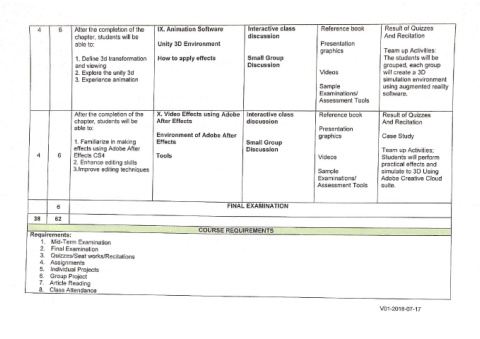 4 6 After the completion of the chapter, students will be able to:
1. Define 3d transformation and viewing
2. Explore the unity 3d
3. Experience animation
IX. Animation Software
Unity 3D Environment
How to apply effects
Interactive class discussion
Small Group Discussion
Reference book
Presentation graphics
Videos
Sample Examinations/ Assessment Tools
Result of Quizzes And Recitation
Team up Activities:
The students will be grouped, each group will create a 3D simulation environment using augmented reality software.
4 6 After the completion of the chapter, students will be able to:
1. Familiarize in making effects using Adobe After Effects CS4
2. Enhance editing skills
3.Improve editing techniques
X. Video Effects using Adobe After Effects
Environment of Adobe After Effects
Tools
Interactive class discussion
Small Group Discussion
Reference book
Presentation graphics
Videos
Sample Examinations/ Assessment Tools
Result of Quizzes And Recitation
Case Study
Team up Activities;
Students will perform practical effects and simulate to 3D Using Adobe Creative Cloud suite.
6 FINAL EXAMINATION
38 62
COURSE REQUIREMENTS
Requirements:
1. Mid-Term Examination
2. Final Examination
3. Quizzes/Seat works/Recitations
4. Assignments
5. Individual Projects
6. Group Project
7. Article Reading
8. Class Attendance
V01-2018-07-17